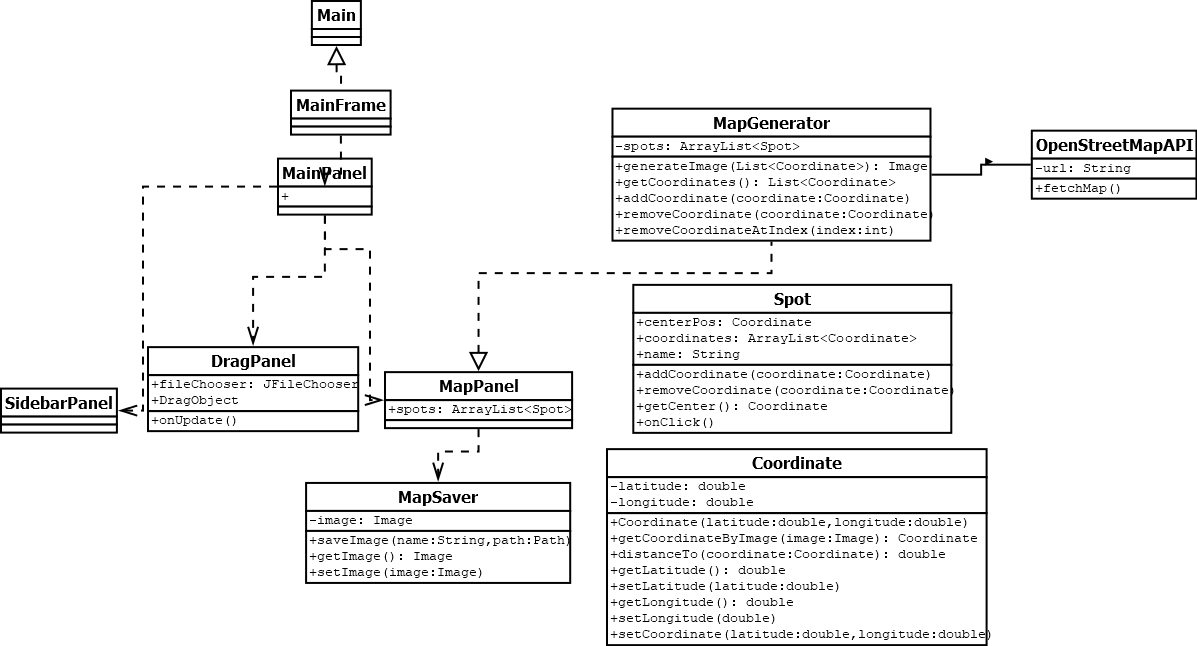 Main
MainFrame
MainPanel
+
MapGenerator
-spots: ArrayList<Spot>
+generateImage(List<Coordinate>): Image
+getCoordinates(): List<Coordinate>
+addCoordinate(coordinate:Coordinate)
+removeCoordinate(coordinate:Coordinate)
+removeCoordinateAtIndex(index:int)
OpenStreetMapAPI
-url: String
+fetchMap()
Spot
+centerPos: Coordinate
+coordinates: ArrayList<Coordinate>
+name: String
+addCoordinate(coordinate:Coordinate)
+removeCoordinate(coordinate:Coordinate)
+getCenter(): Coordinate
+onClick()
DragPanel
+fileChooser: JFileChooser
+DragObject
+onUpdate()
SidebarPanel
MapPanel
+spots: ArrayList<Spot>
MapSaver
-image: Image
+saveImage(name:String,path:Path)
+getImage(): Image
+setImage(image:Image)
Coordinate
-latitude: double
-longitude: double
+Coordinate(latitude:double,longitude:double)
+getCoordinateByImage(image:Image): Coordinate
+distanceTo(coordinate:Coordinate): double
+getLatitude(): double
+setLatitude(latitude:double)
+getLongitude(): double
+setLongitude(double)
+setCoordinate(latitude:double,longitude:double)